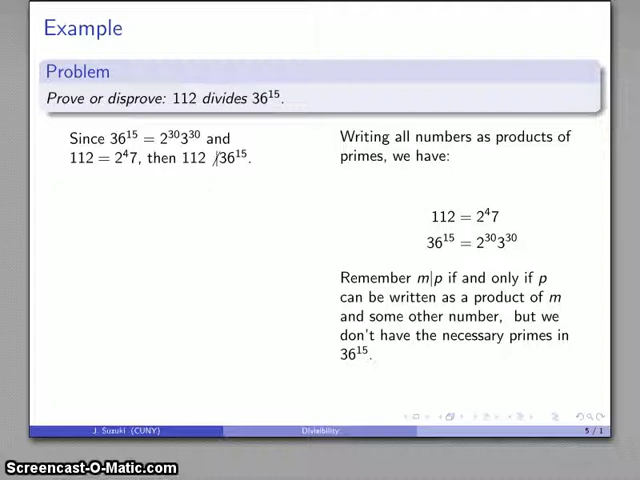 Example
Problem
Prove or disprove: 112 divides 36¹⁵.
Since 36¹⁵ = 2³⁰3³⁰ and
112 = 2⁴7, then 112 ∤36¹⁵.
Writing all numbers as products of
primes, we have:
112 = 2⁴7
36¹⁵ = 2³⁰3³⁰
Remember m|p if and only if p
can be written as a product of m
and some other number, but we
don't have the necessary primes in
36¹⁵.
J. Suzuki (CUNY) Divisibility 5 / 1
Screencast-O-Matic.com